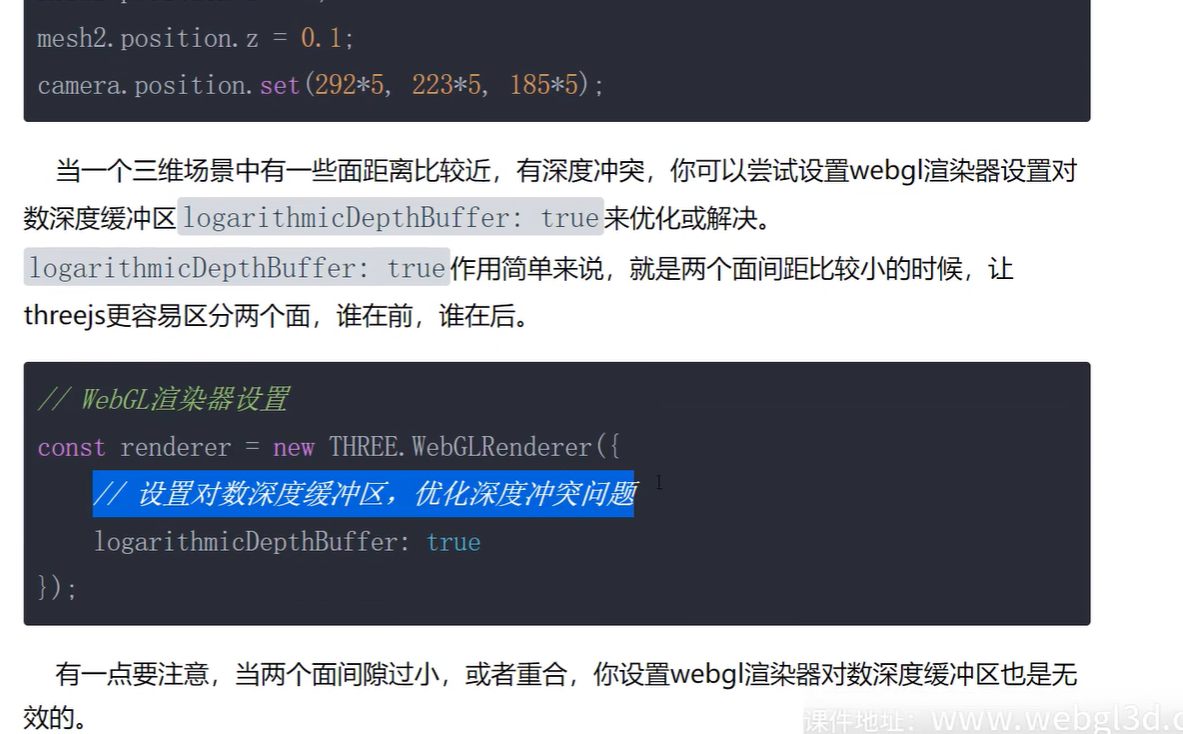 mesh2.position.z = 0.1;
camera.position.set(292*5, 223*5, 185*5);
当一个三维场景中有一些面距离比较近，有深度冲突，你可以尝试设置webgl渲染器设置对
数深度缓冲区logarithmicDepthBuffer: true来优化或解决。
logarithmicDepthBuffer: true作用简单来说，就是两个面间距比较小的时候，让
threejs更容易区分两个面，谁在前，谁在后。
// WebGL渲染器设置
const renderer = new THREE.WebGLRenderer({
// 设置对数深度缓冲区，优化深度冲突问题
logarithmicDepthBuffer: true
});
有一点要注意，当两个面间隙过小，或者重合，你设置webgl渲染器对数深度缓冲区也是无
效的。
课件地址：www.webgl3d.c